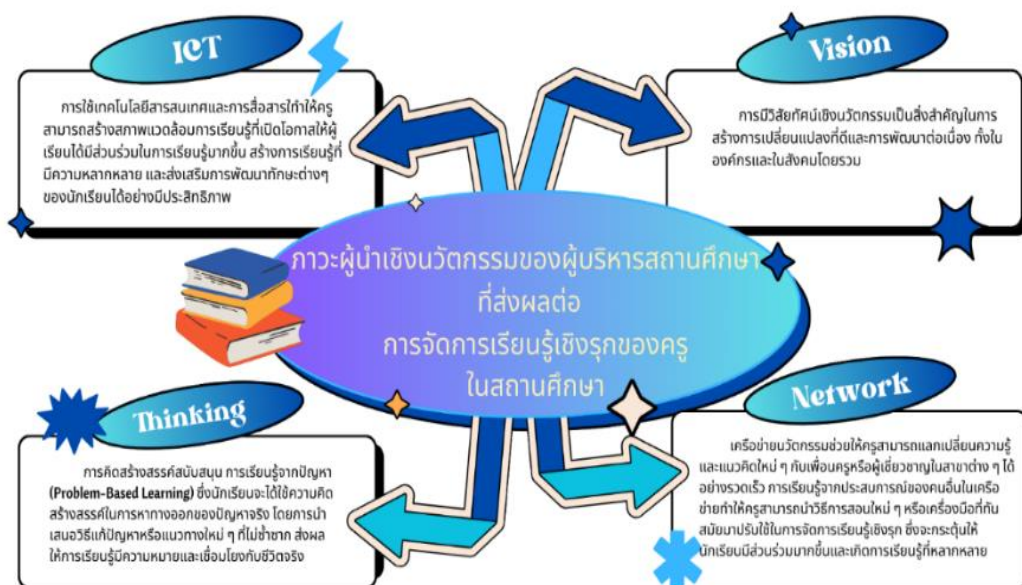 ICT
การใช้เทคโนโลยีสารสนเทศและการสื่อสารใำให้ครู
สามารถสร้างสภาพแวดล้อมการเรียนรู้ที่เปิดโอกาสให้ผู้
เรียนได้มีส่วนร่วมในการเรียนรู้มากขึ้น สร้างการเรียนรู้ที่
มีความหลากหลาย และส่งเสริมการพัฒนาทักษะต่างๆ
ของนักเรียนได้อย่างมีประสิทธิภาพ
Vision
การมีวิสัยทัศน์เชิงนวัตกรรมเป็นสิ่งสำคัญในการ
สร้างการเปลี่ยนแปลงที่ดีและการพัฒนาต่อเนื่อง ทั้งใน
องค์กรและในสังคมโดยรวม
ภาวะผู้นำเชิงนวัตกรรมของผู้บริหารสถานศึกษา
ที่ส่งผลต่อ
การจัดการเรียนรู้เชิงรุกของครู
ในสถานศึกษา
Thinking
การคิดสร้างสรรค์สนับสนุน การเรียนรู้จากปัญหา
(Problem-Based Learning) ซึ่งนักเรียนจะได้ใช้ความคิด
สร้างสรรค์ในการหาทางออกของปัญหาจริง โดยการนำ
เสนอวิธีแก้ปัญหาหรือแนวทางใหม่ ๆ ที่ไม่ซ้ำซาก ส่งผล
ให้การเรียนรู้มีความหมายและเชื่อมโยงกับชีวิตจริง
Network
เครือข่ายนวัตกรรมช่วยให้ครูสามารถแลกเปลี่ยนความรู้
และแนวคิดใหม่ ๆ กับเพื่อนครูหรือผู้เชี่ยวชาญในสาขาต่าง ๆ ได้
อย่างรวดเร็ว การเรียนรู้จากประสบการณ์ของคนอื่นในเครือ
ข่ายทำให้ครูสามารถนำวิธีการสอนใหม่ ๆ หรือเครื่องมือที่ทัน
สมัยมาปรับใช้ในการจัดการเรียนรู้เชิงรุก ซึ่งจะกระตุ้นให้
นักเรียนมีส่วนร่วมมากขึ้นและเกิดการเรียนรู้ที่หลากหลาย